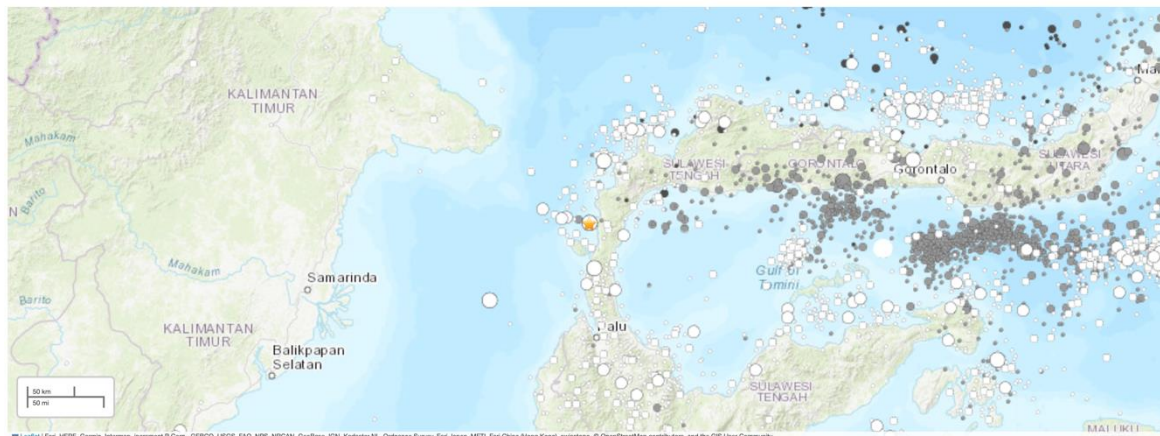 Mai
KALIMANTAN
TIMUR
Mahakam
SULAWESI
TENGAH
GORONTALO
Gorontalo
SULAWESI
UTARA
Barito
N
Mahakam
Samarinda
Gulf of
Tomini
Barito
KALIMANTAN
TIMUR
Palu
Balikpapan
Selatan
SULAWESI
TENGAH
50 km
50 mi
MALUKU